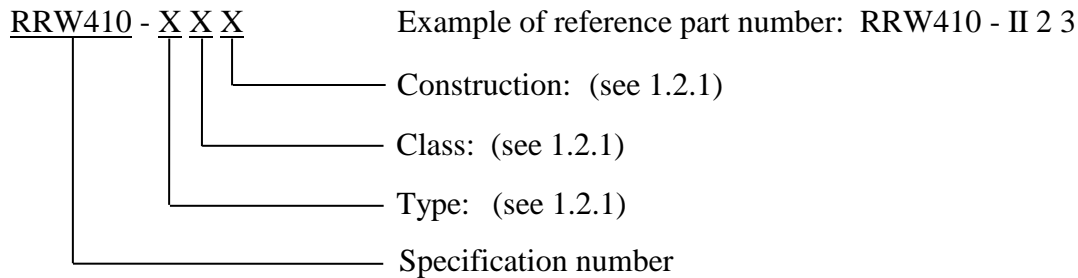 RRW410 - X X X Example of reference part number: RRW410 - II 2 3
Construction: (see 1.2.1)
Class: (see 1.2.1)
Type: (see 1.2.1)
Specification number